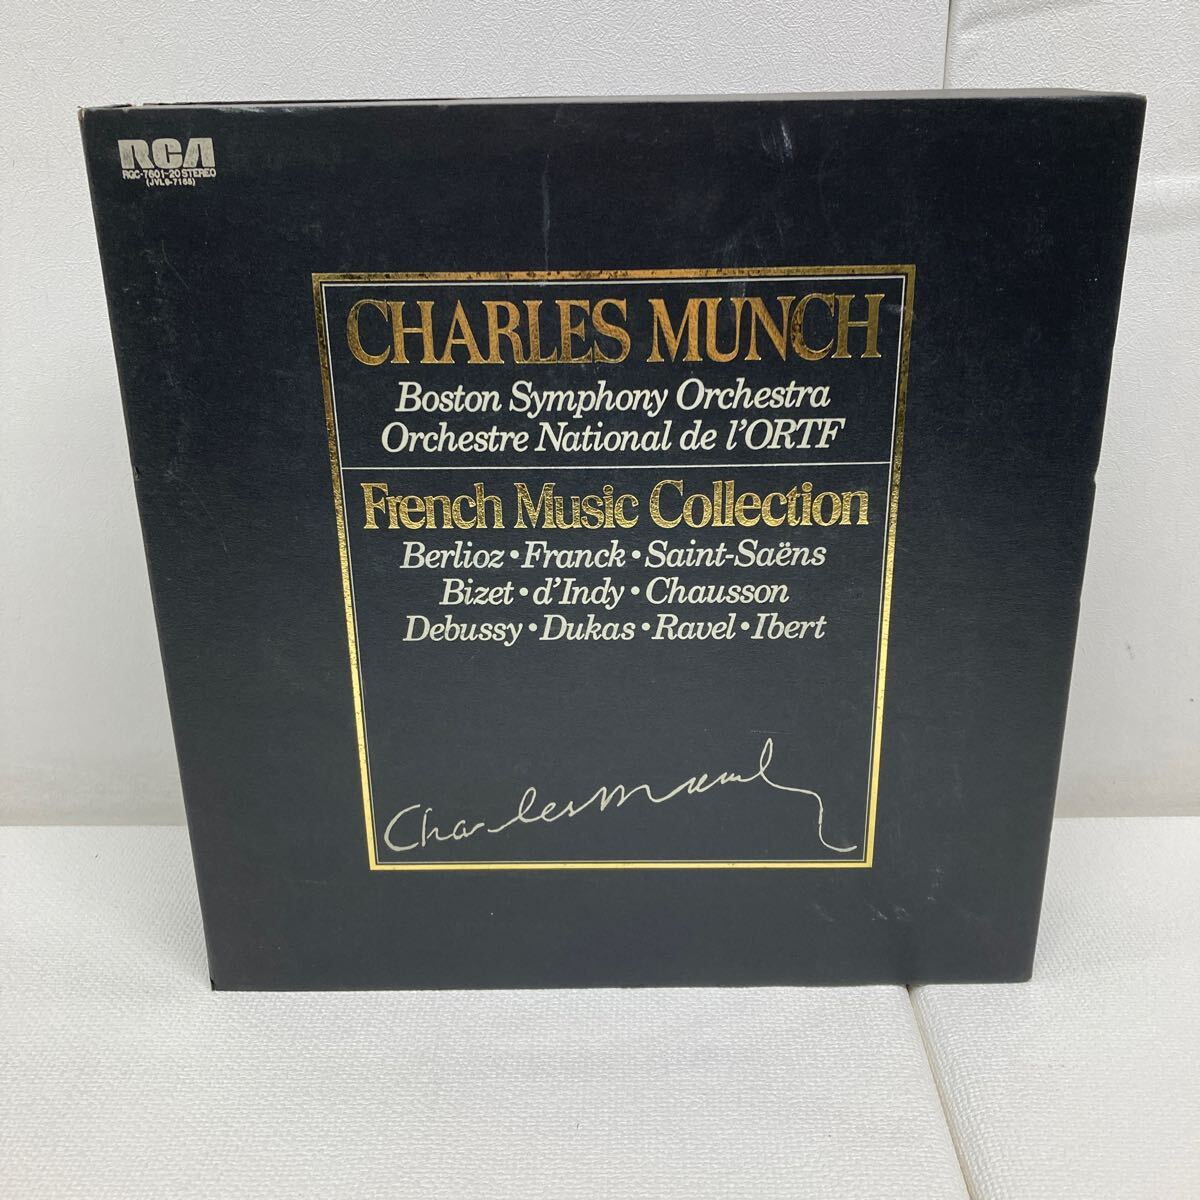 RCA
RGC-7601-20 STEREO
(JVL9-7168)
CHARLES MUNCH
Boston Symphony Orchestra
Orchestre National de l'ORTF
French Music Collection
Berlioz・Franck・Saint-Saëns
Bizet・d'Indy・Chausson
Debussy・Dukas・Ravel・Ibert
Charles Munch